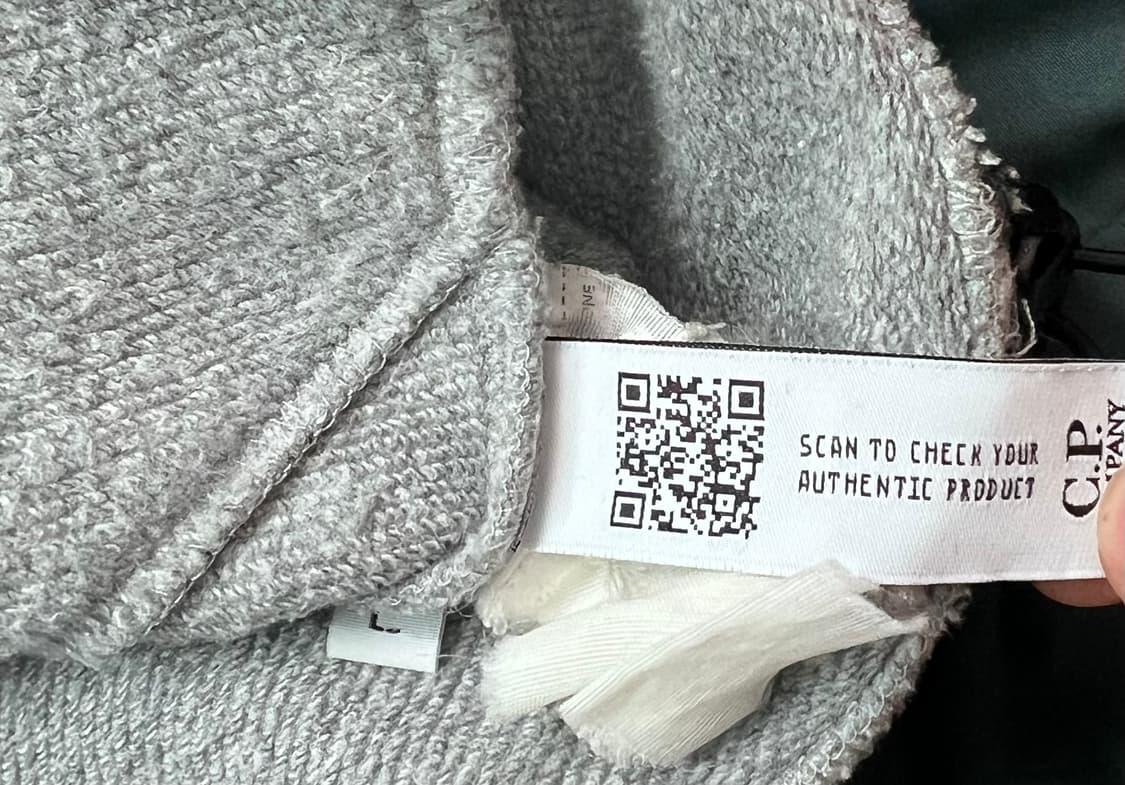 SCAN TO CHECK YOUR
AUTHENTIC PRODUCT
C.P.
L